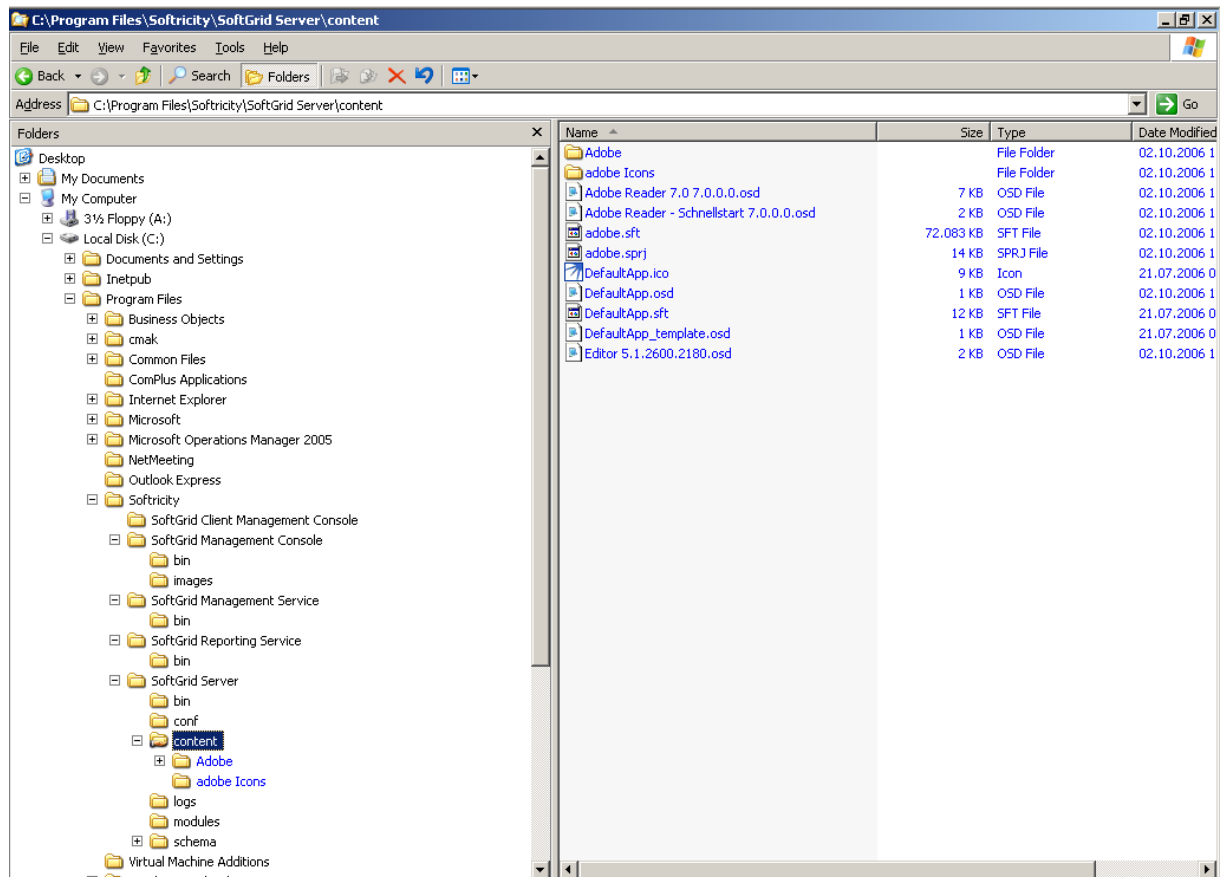 C:\Program Files\Softricity\SoftGrid Server\content
File Edit View Favorites Tools Help
Back Search Folders
Address C:\Program Files\Softricity\SoftGrid Server\content Go
Folders
Desktop
My Documents
My Computer
3½ Floppy (A:)
Local Disk (C:)
Documents and Settings
Inetpub
Program Files
Business Objects
cmak
Common Files
ComPlus Applications
Internet Explorer
Microsoft
Microsoft Operations Manager 2005
NetMeeting
Outlook Express
Softricity
SoftGrid Client Management Console
SoftGrid Management Console
bin
images
SoftGrid Management Service
bin
SoftGrid Reporting Service
bin
SoftGrid Server
bin
conf
content
Adobe
adobe Icons
logs
modules
schema
Virtual Machine Additions
Name Size Type Date Modified
Adobe File Folder 02.10.2006 1
adobe Icons File Folder 02.10.2006 1
Adobe Reader 7.0 7.0.0.0.osd 7 KB OSD File 02.10.2006 1
Adobe Reader - Schnellstart 7.0.0.0.osd 2 KB OSD File 02.10.2006 1
adobe.sft 72.083 KB SFT File 02.10.2006 1
adobe.sprj 14 KB SPRJ File 02.10.2006 1
DefaultApp.ico 9 KB Icon 21.07.2006 0
DefaultApp.osd 1 KB OSD File 02.10.2006 1
DefaultApp.sft 12 KB SFT File 21.07.2006 0
DefaultApp_template.osd 1 KB OSD File 21.07.2006 0
Editor 5.1.2600.2180.osd 2 KB OSD File 02.10.2006 1